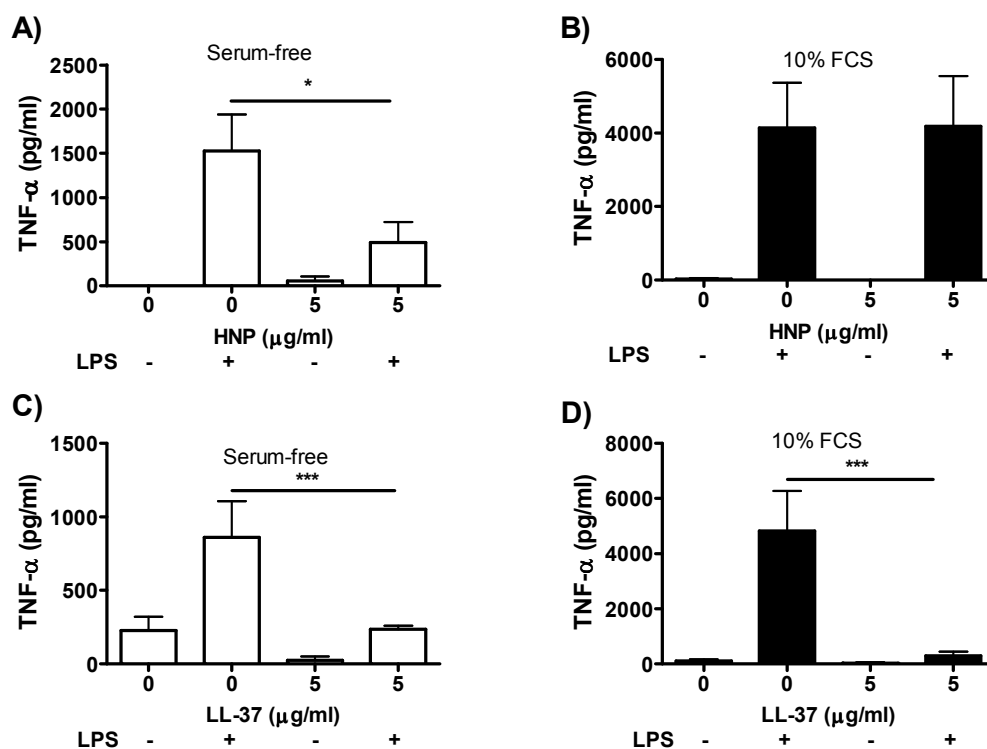 A)
Serum-free
*
2500
2000
1500
1000
500
0
TNF-α (pg/ml)
0 0 5 5
HNP (μg/ml)
LPS - + - +
B)
10% FCS
6000
4000
2000
0
TNF-α (pg/ml)
0 0 5 5
HNP (μg/ml)
LPS - + - +
C)
Serum-free
***
1500
1000
500
0
TNF-α (pg/ml)
0 0 5 5
LL-37 (μg/ml)
LPS - + - +
D)
10% FCS
***
8000
6000
4000
2000
0
TNF-α (pg/ml)
0 0 5 5
LL-37 (μg/ml)
LPS - + - +